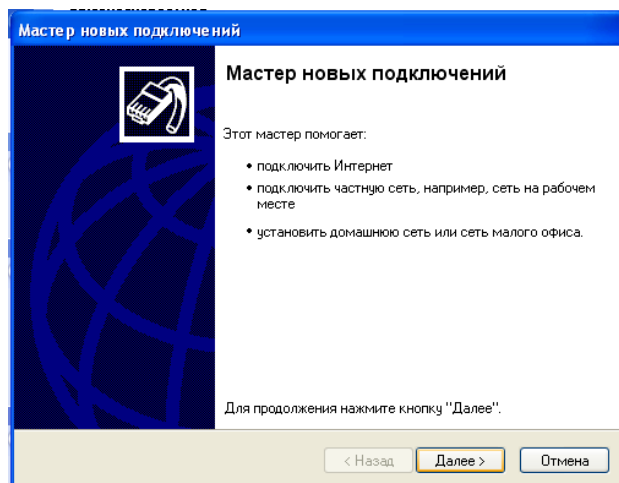 Мастер новых подключений
Мастер новых подключений
Этот мастер помогает:
• подключить Интернет
• подключить частную сеть, например, сеть на рабочем
месте
• установить домашнюю сеть или сеть малого офиса.
Для продолжения нажмите кнопку "Далее".
< Назад Далее > Отмена